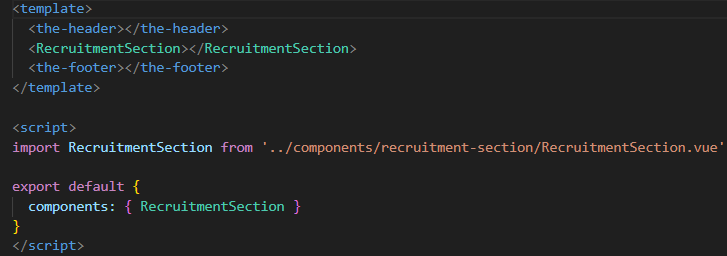 <template>
  <the-header></the-header>
  <RecruitmentSection></RecruitmentSection>
  <the-footer></the-footer>
</template>

<script>
import RecruitmentSection from '../components/recruitment-section/RecruitmentSection.vue'

export default {
  components: { RecruitmentSection }
}
</script>